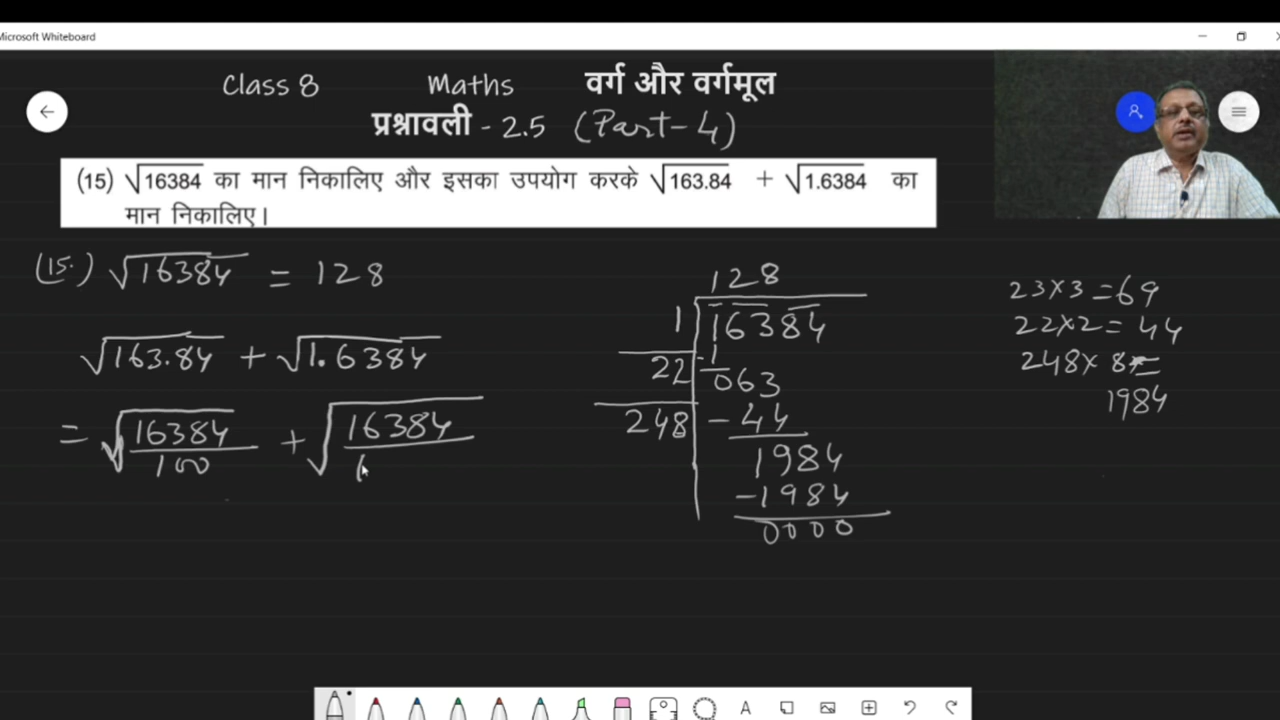 Microsoft Whiteboard
Class 8 Maths वर्ग और वर्गमूल
प्रश्नावली - 2.5 (Part-4)
(15) √16384 का मान निकालिए और इसका उपयोग करके √163.84 + √1.6384 का
मान निकालिए।
(15.) √16384 = 128
√163.84 + √1.6384
= √16384/100 + √16384/1
128
1 16384
-1
22 063
248 -44
1984
-1984
0000
23×3=69
22×2=44
248×8=
1984
A